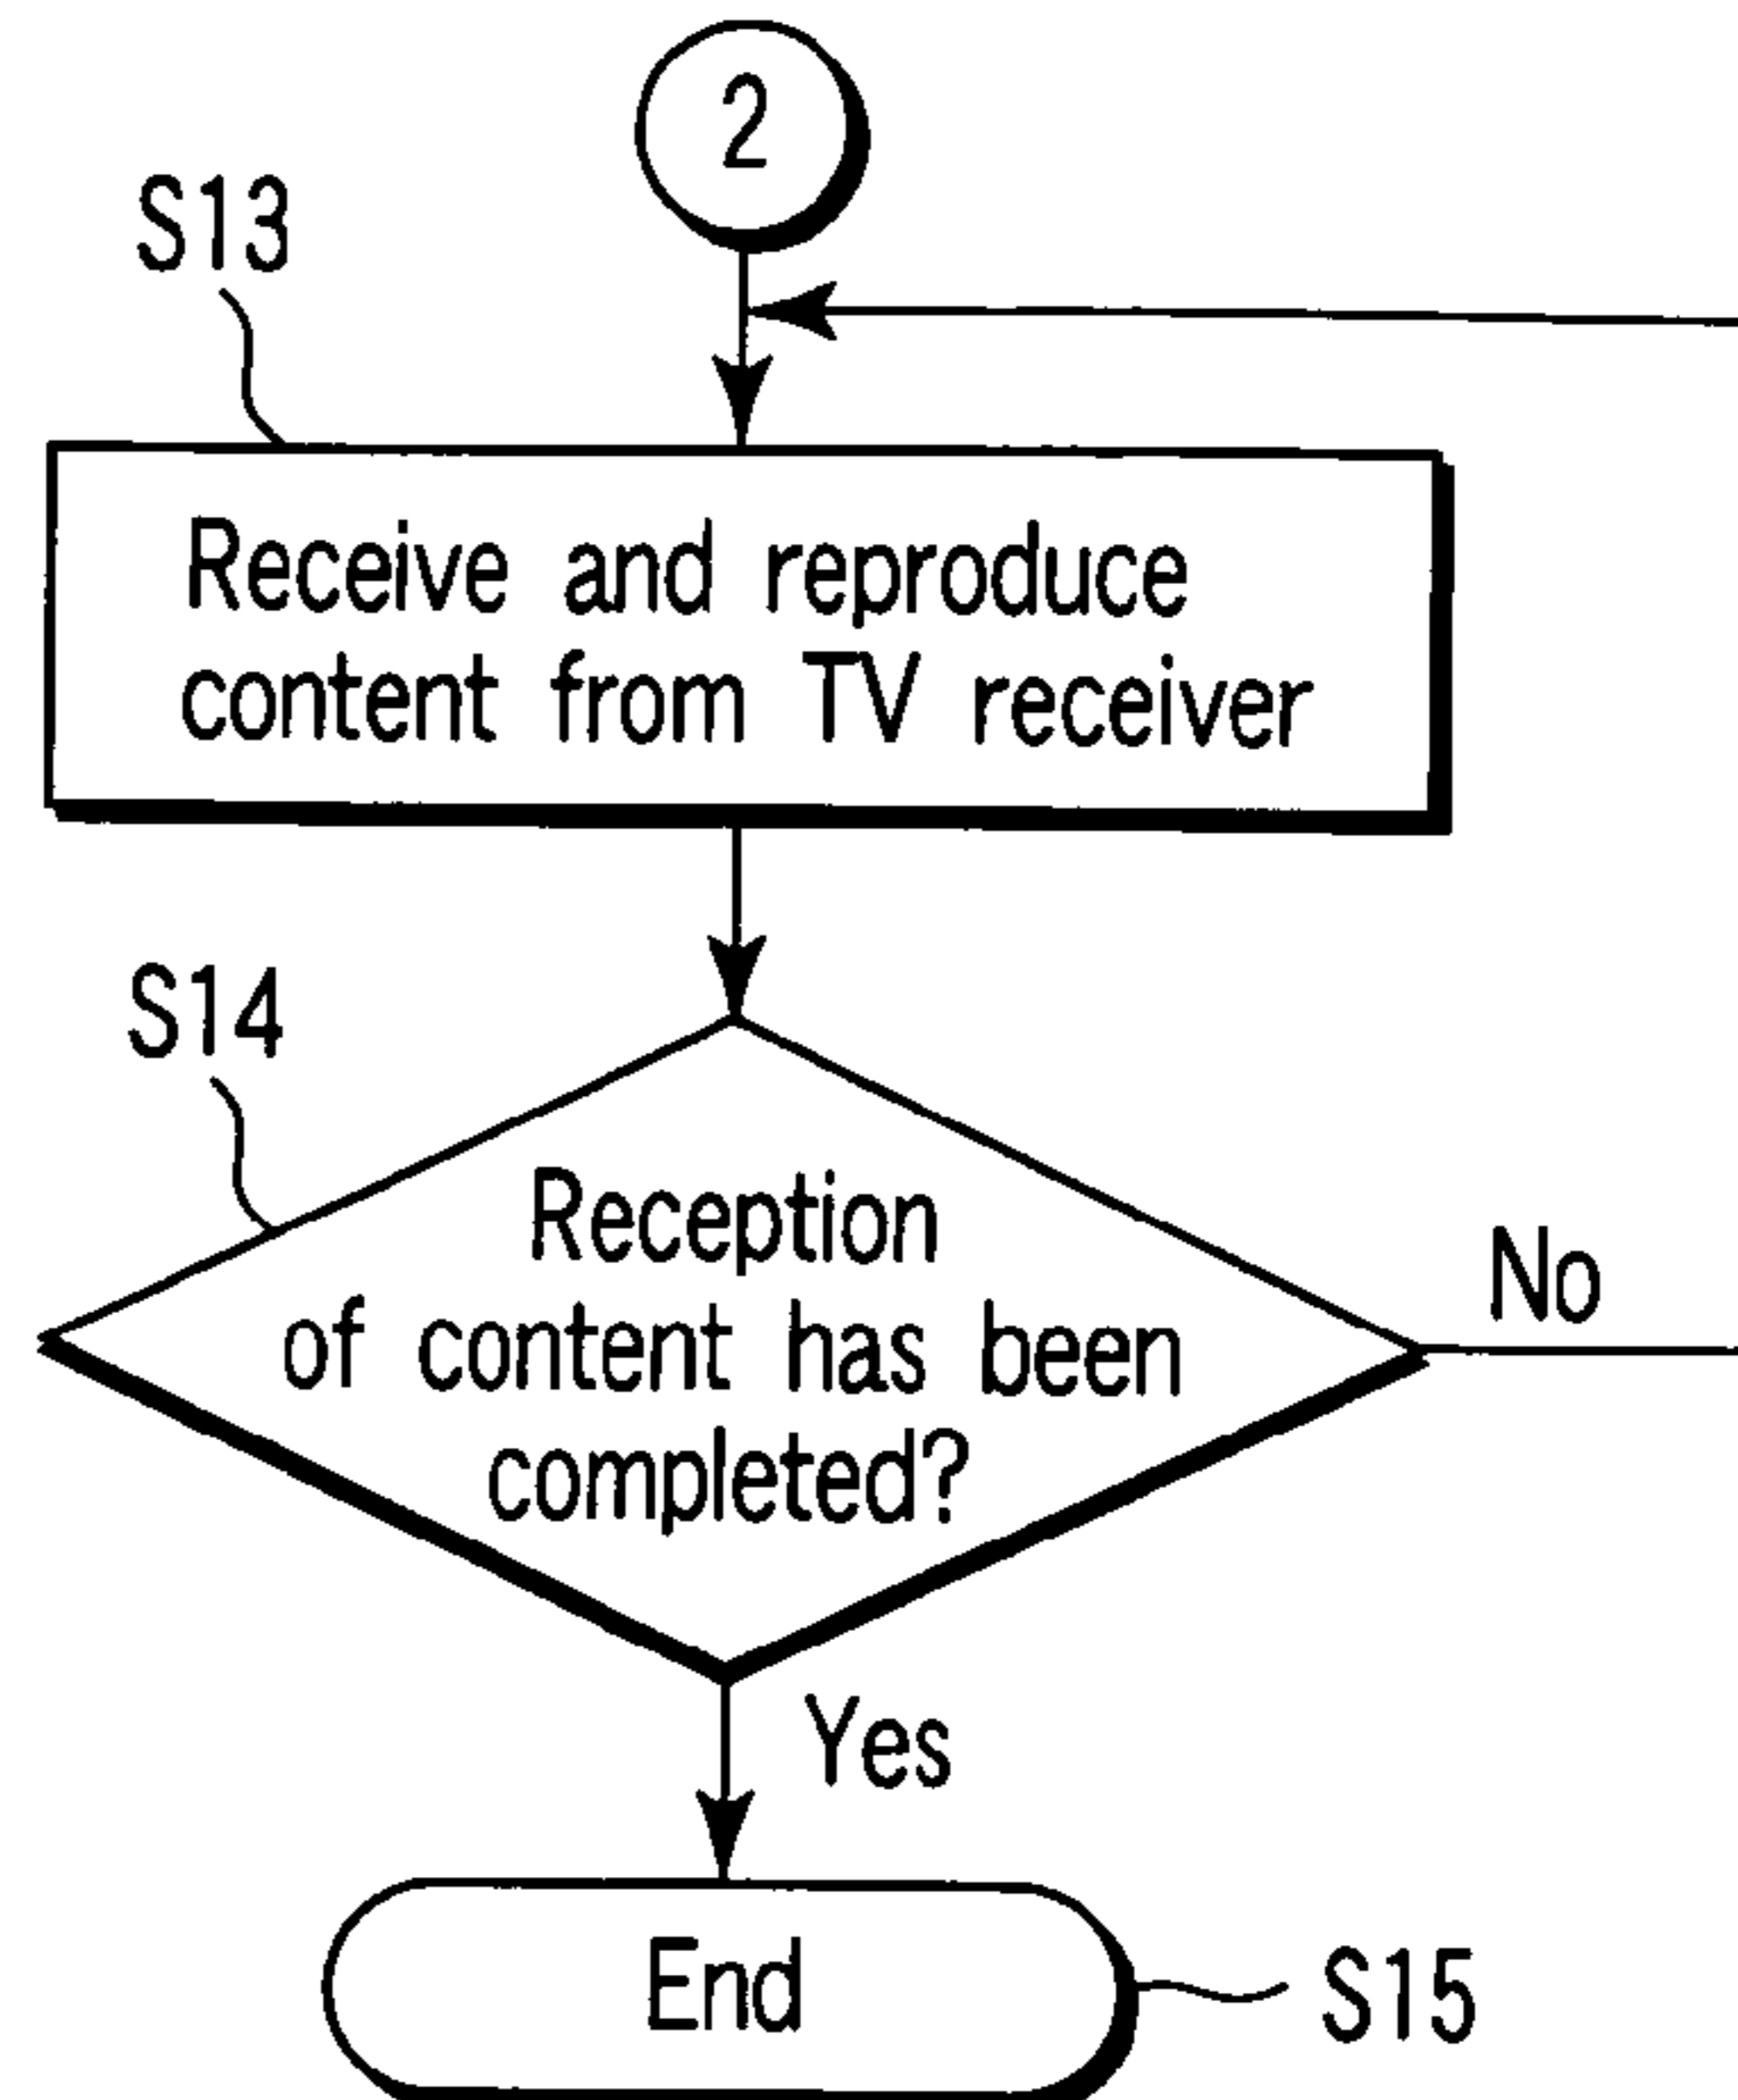 2
S13
Receive and reproduce
content from TV receiver
S14
Reception
of content has been
completed?
No
Yes
End
S15